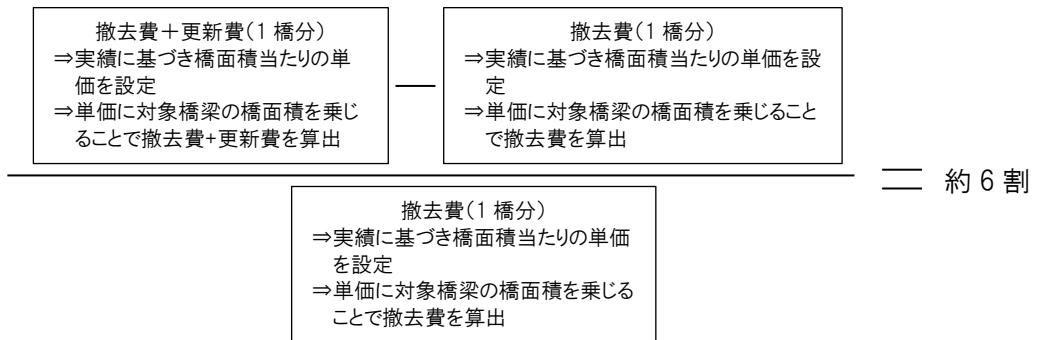 撤去費＋更新費(１橋分)
⇒実績に基づき橋面積当たりの単
価を設定
⇒単価に対象橋梁の橋面積を乗じ
ることで撤去費+更新費を算出
撤去費(１橋分)
⇒実績に基づき橋面積当たりの単価を設
定
⇒単価に対象橋梁の橋面積を乗じること
で撤去費を算出
約６割
撤去費(１橋分)
⇒実績に基づき橋面積当たりの単価
を設定
⇒単価に対象橋梁の橋面積を乗じる
ことで撤去費を算出